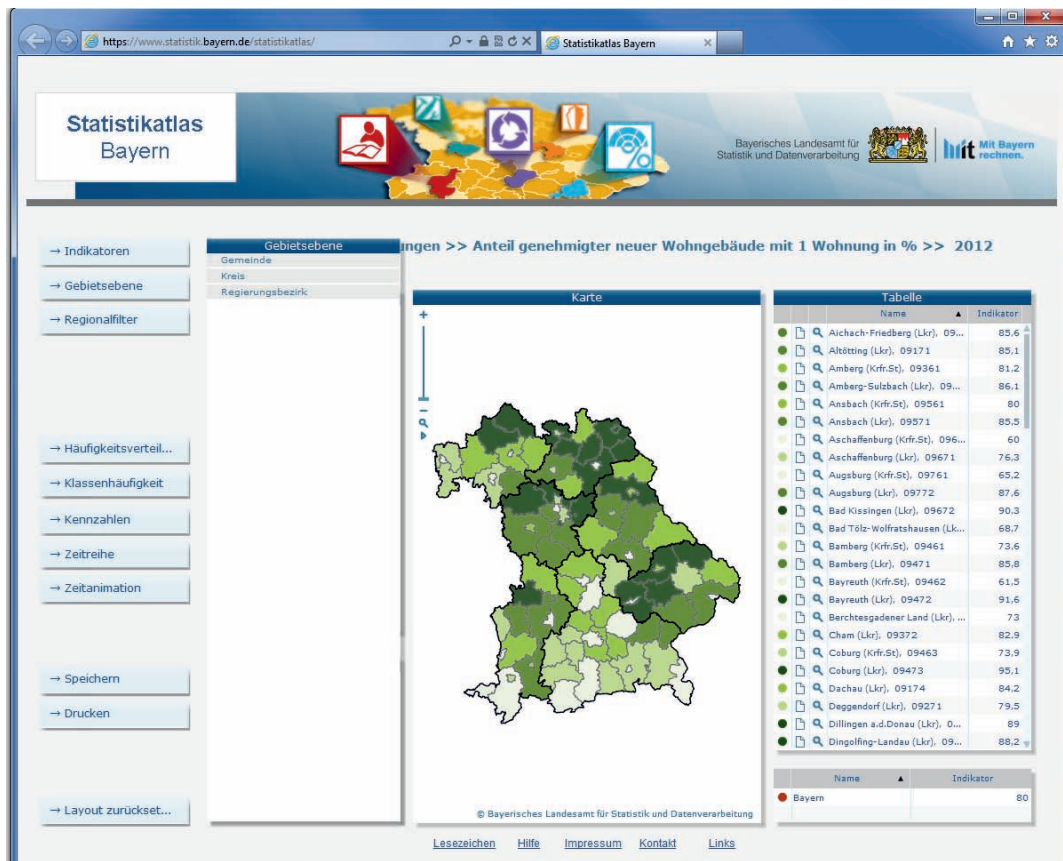 https://www.statistik.bayern.de/statistikatlas/
Statistikatlas Bayern
Statistikatlas
Bayern
Bayerisches Landesamt für
Statistik und Datenverarbeitung
Mit Bayern
rechnen.
ungen >> Anteil genehmigter neuer Wohngebäude mit 1 Wohnung in % >> 2012
→ Indikatoren
→ Gebietsebene
→ Regionalfilter
→ Häufigkeitsverteil...
→ Klassenhäufigkeit
→ Kennzahlen
→ Zeitreihe
→ Zeitanimation
→ Speichern
→ Drucken
→ Layout zurückset...
Gebietsebene
Gemeinde
Kreis
Regierungsbezirk
Karte
© Bayerisches Landesamt für Statistik und Datenverarbeitung
Tabelle
Name ▲ Indikator
Aichach-Friedberg (Lkr), 09... 85,6
Altötting (Lkr), 09171 85,1
Amberg (Krfr.St), 09361 81,2
Amberg-Sulzbach (Lkr), 09... 86,1
Ansbach (Krfr.St), 09561 80
Ansbach (Lkr), 09571 85,5
Aschaffenburg (Krfr.St), 096... 60
Aschaffenburg (Lkr), 09671 76,3
Augsburg (Krfr.St), 09761 65,2
Augsburg (Lkr), 09772 87,6
Bad Kissingen (Lkr), 09672 90,3
Bad Tölz-Wolfratshausen (Lk... 68,7
Bamberg (Krfr.St), 09461 73,6
Bamberg (Lkr), 09471 85,8
Bayreuth (Krfr.St), 09462 61,5
Bayreuth (Lkr), 09472 91,6
Berchtesgadener Land (Lkr), ... 73
Cham (Lkr), 09372 82,9
Coburg (Krfr.St), 09463 73,9
Coburg (Lkr), 09473 95,1
Dachau (Lkr), 09174 84,2
Deggendorf (Lkr), 09271 79,5
Dillingen a.d.Donau (Lkr), 0... 89
Dingolfing-Landau (Lkr), 09... 88,2
Name ▲ Indikator
Bayern 80
Lesezeichen Hilfe Impressum Kontakt Links